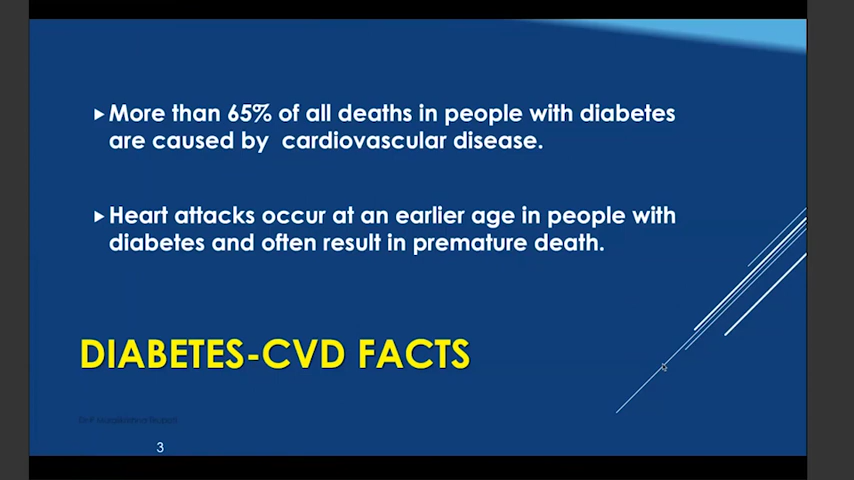 More than 65% of all deaths in people with diabetes
are caused by cardiovascular disease.
Heart attacks occur at an earlier age in people with
diabetes and often result in premature death.
DIABETES-CVD FACTS
3